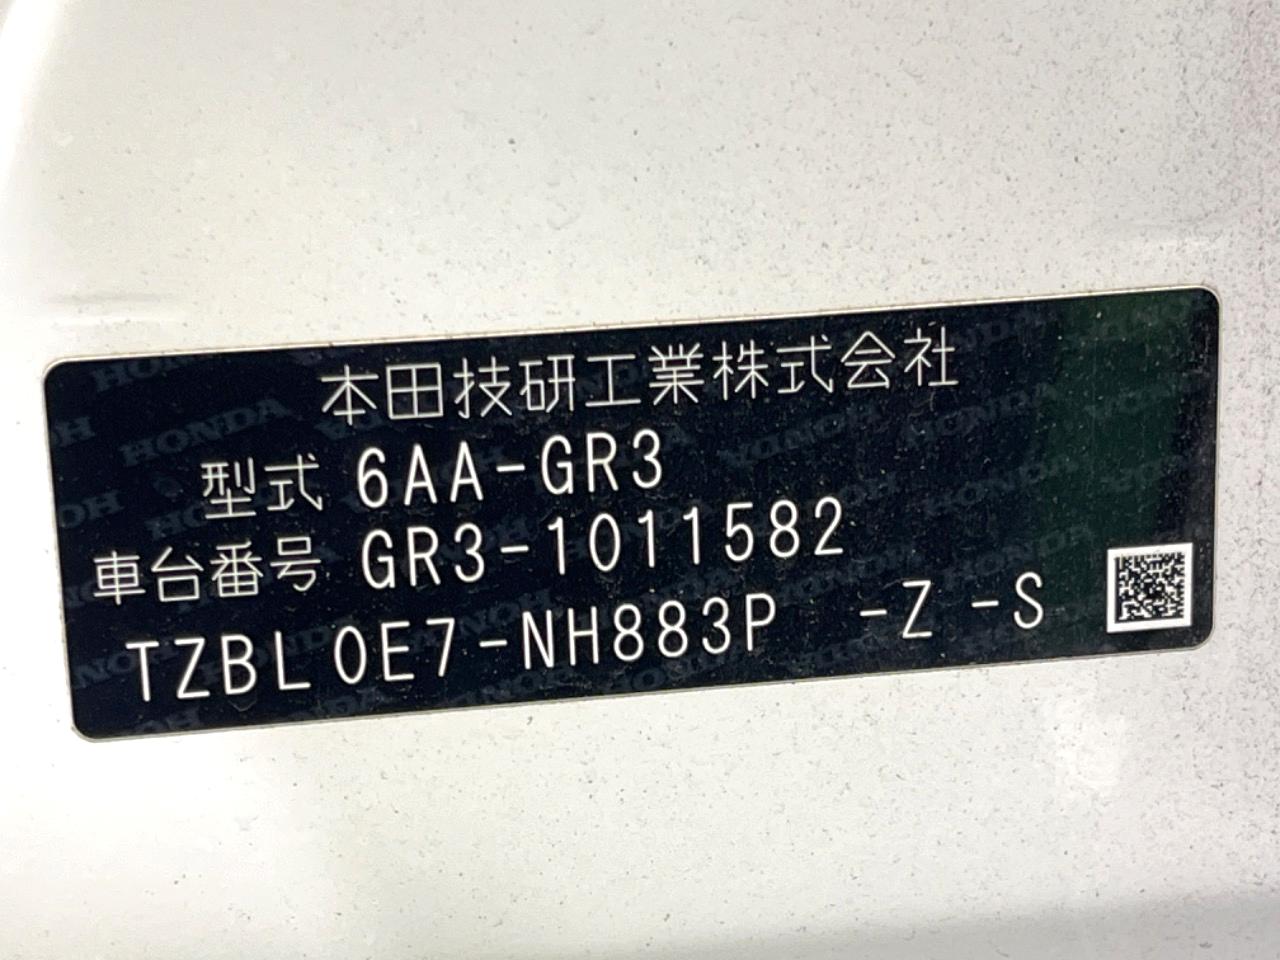 本田技研工業株式会社
型式 6AA-GR3
車台番号 GR3-1011582
TZBL0E7-NH883P -Z -S